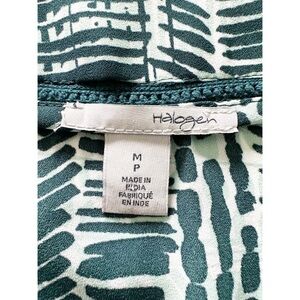 Halogen
M
P
MADE IN
INDIA
FABRIQUÉ
EN INDE